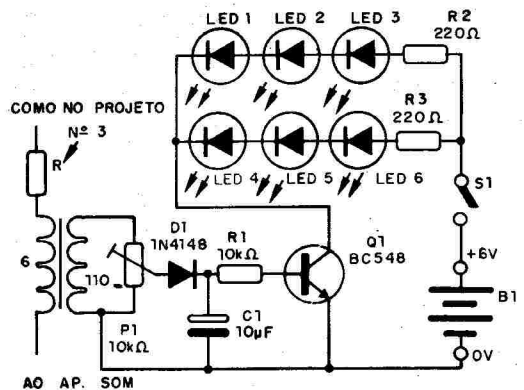 LED 1 LED 2 LED 3 R2
220Ω
COMO NO PROJETO
Nº 3
R
R3
220Ω
LED 4 LED 5 LED 6
S1
D1
1N4148
R1
10kΩ
Q1
BC548
+6V
6
110
B1
P1
10kΩ
C1
10µF
0V
AO AP. SOM